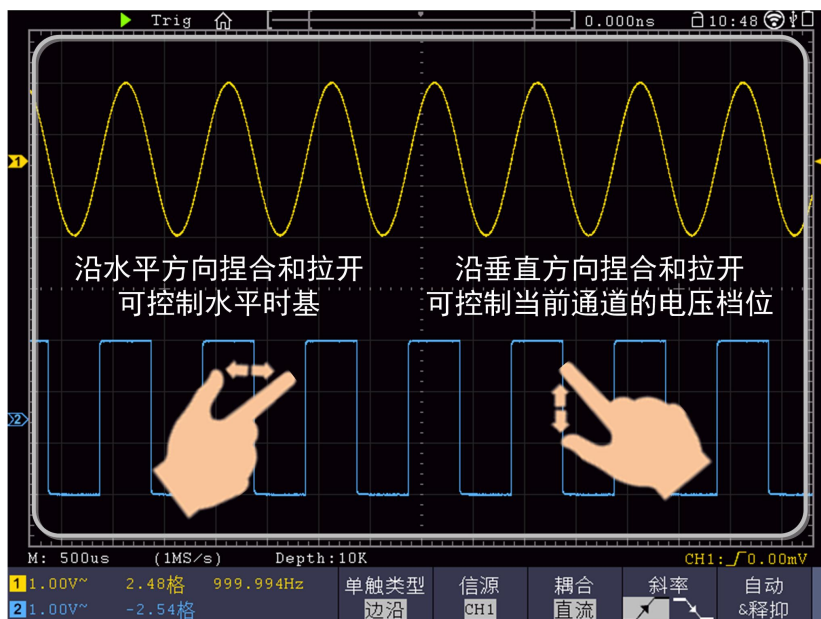 Trig 0.000ns 10:48
1
沿水平方向捏合和拉开
可控制水平时基
沿垂直方向捏合和拉开
可控制当前通道的电压档位
2
M: 500us (1MS/s) Depth:10K CH1: 0.00mV
1 1.00V~ 2.48格 999.994Hz
2 1.00V~ -2.54格
单触类型
边沿
信源
CH1
耦合
直流
斜率
自动
&释抑